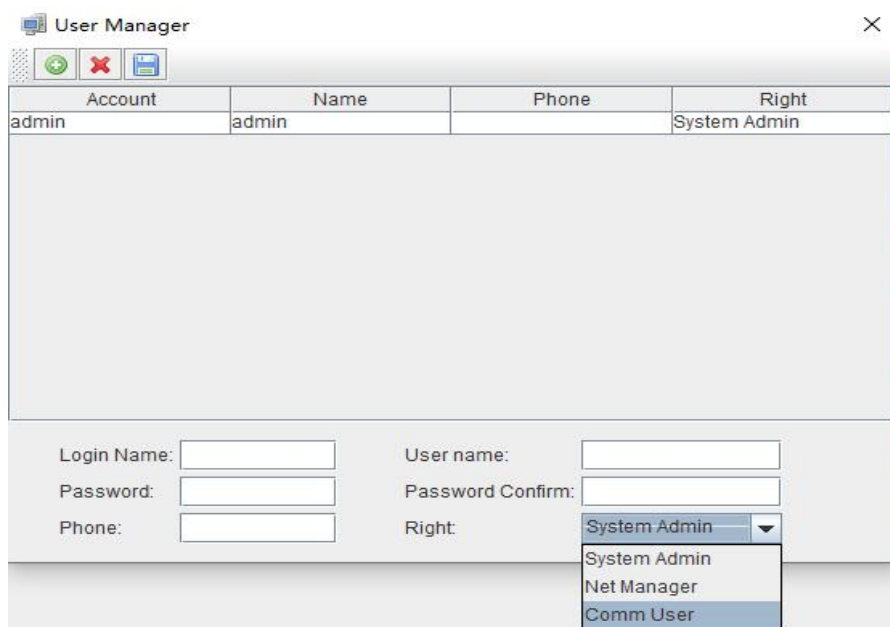 User Manager
Account Name Phone Right
admin admin System Admin
Login Name: User name:
Password: Password Confirm:
Phone: Right: System Admin
System Admin
Net Manager
Comm User